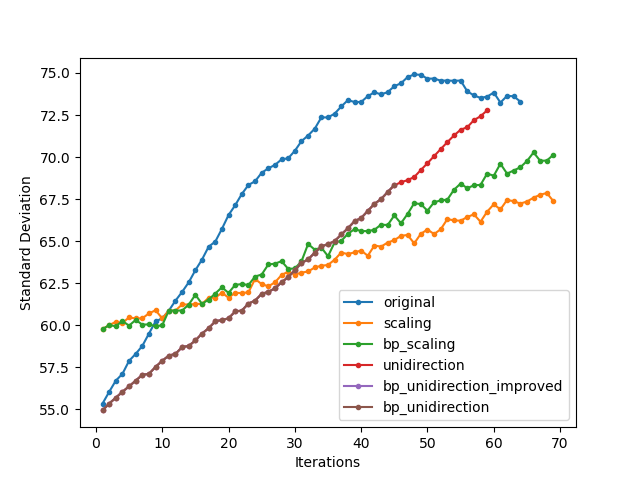 75.0
72.5
70.0
67.5
65.0
62.5
60.0
57.5
55.0
Standard Deviation
original
scaling
bp_scaling
unidirection
bp_unidirection_improved
bp_unidirection
0 10 20 30 40 50 60 70
Iterations